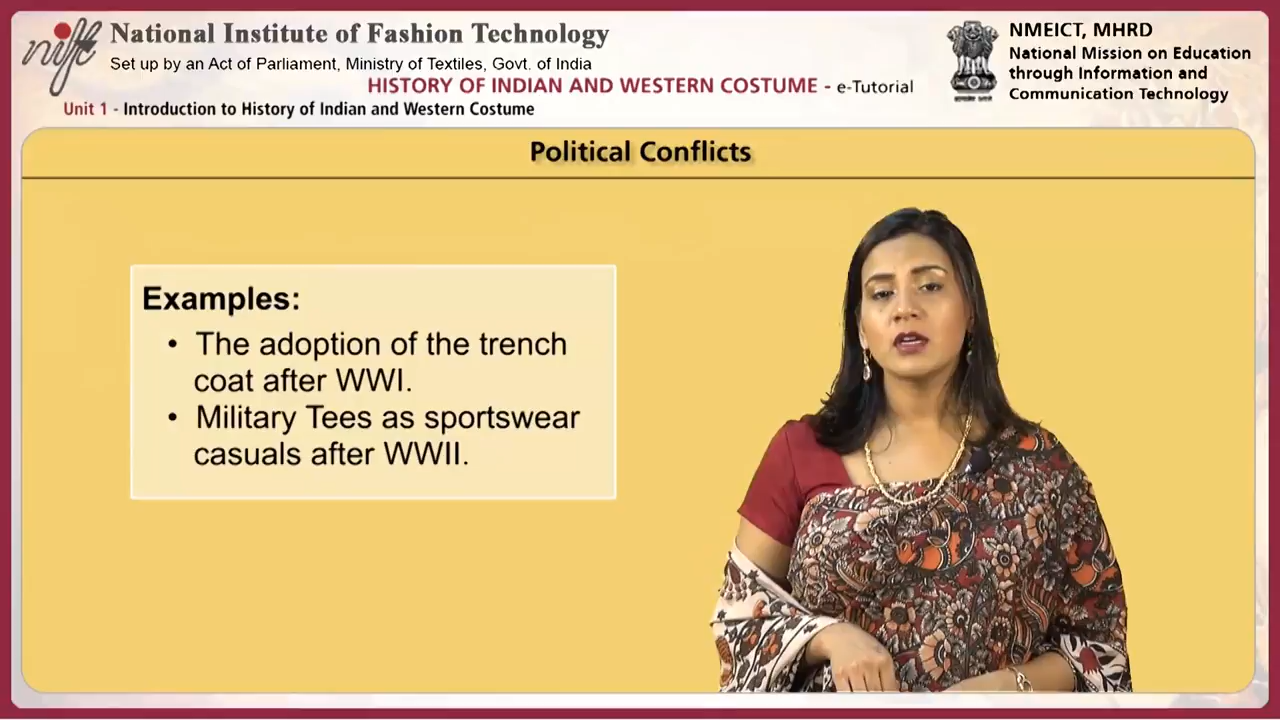 nift
National Institute of Fashion Technology
Set up by an Act of Parliament, Ministry of Textiles, Govt. of India
HISTORY OF INDIAN AND WESTERN COSTUME - e-Tutorial
Unit 1 - Introduction to History of Indian and Western Costume
NMEICT, MHRD
National Mission on Education
through Information and
Communication Technology
Political Conflicts
Examples:
• The adoption of the trench
coat after WWI.
• Military Tees as sportswear
casuals after WWII.